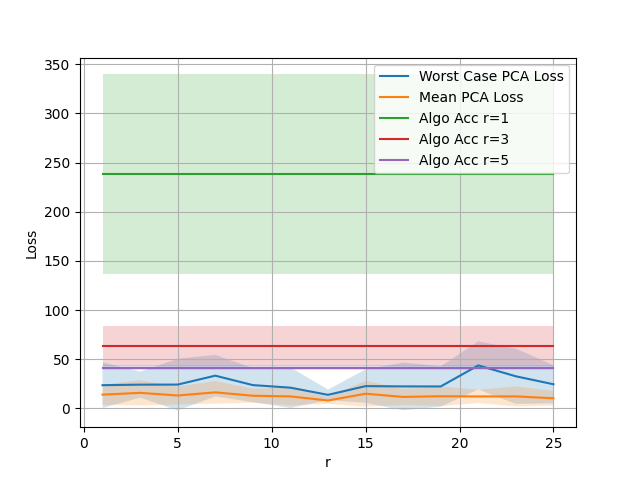 350
300
250
200
150
100
50
0
Loss
Worst Case PCA Loss
Mean PCA Loss
Algo Acc r=1
Algo Acc r=3
Algo Acc r=5
0 5 10 15 20 25
r